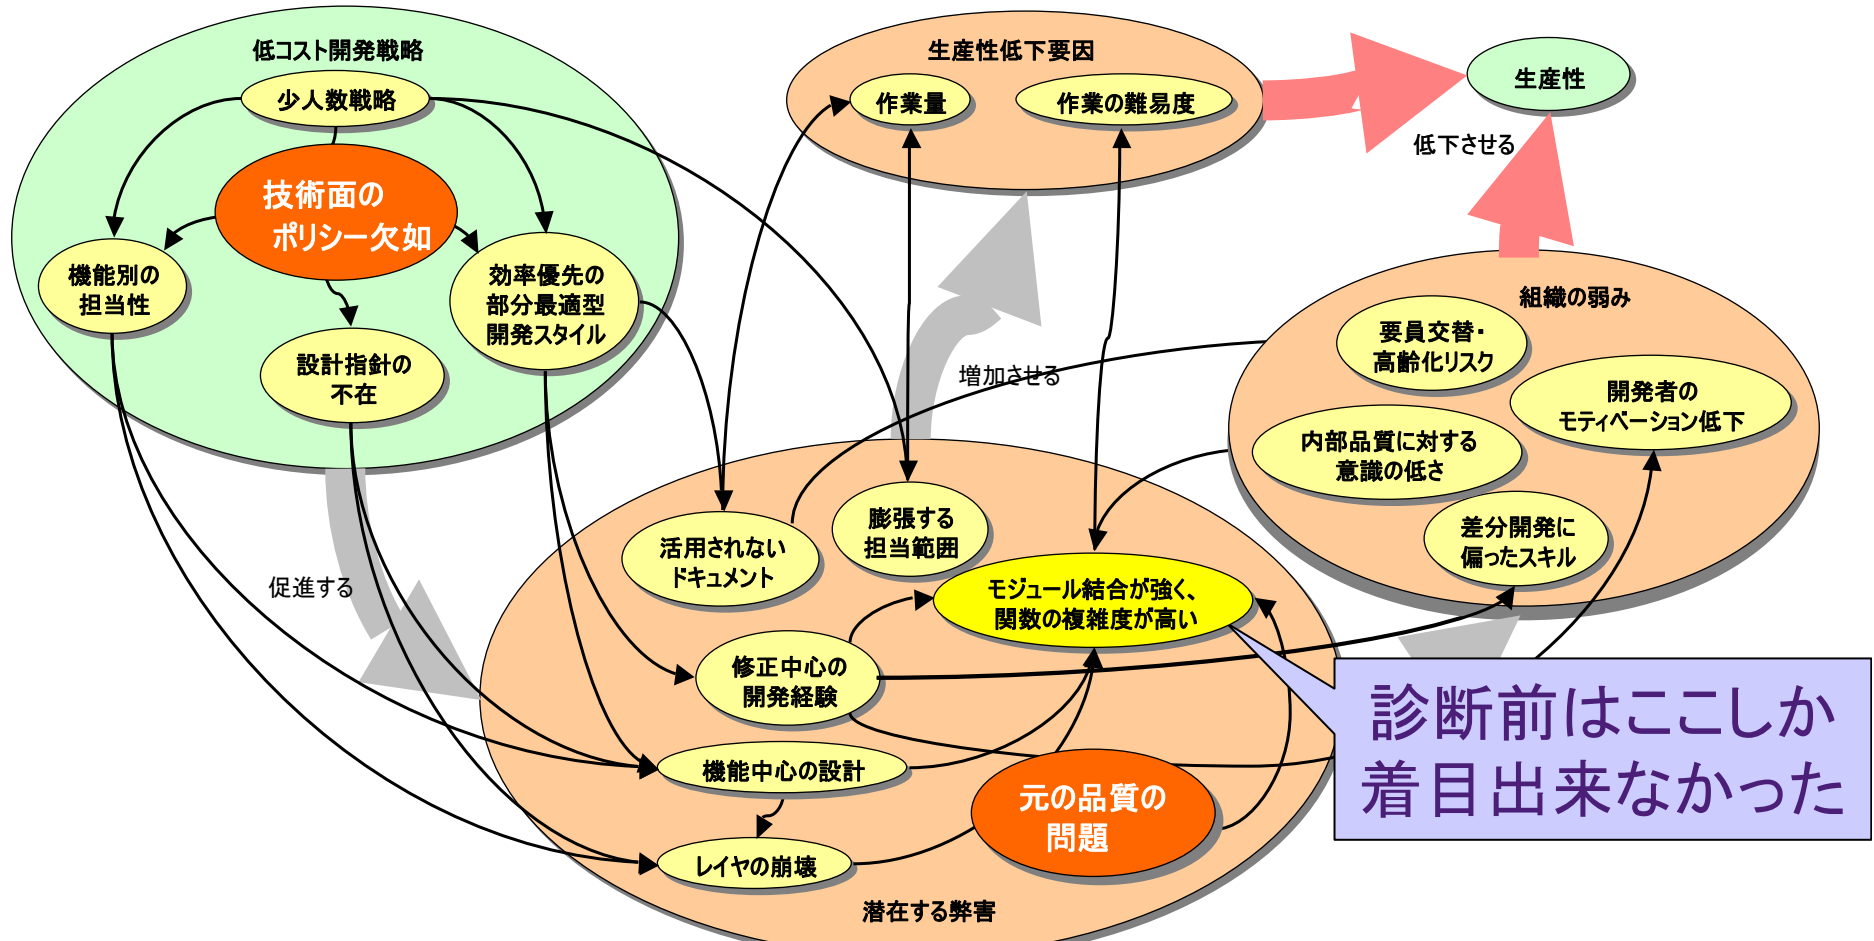 低コスト開発戦略
少人数戦略
技術面の
ポリシー欠如
機能別の
担当性
効率優先の
部分最適型
開発スタイル
設計指針の
不在
生産性低下要因
作業量
作業の難易度
生産性
低下させる
組織の弱み
要員交替・
高齢化リスク
開発者の
モティベーション低下
内部品質に対する
意識の低さ
差分開発に
偏ったスキル
増加させる
促進する
活用されない
ドキュメント
膨張する
担当範囲
モジュール結合が強く、
関数の複雑度が高い
修正中心の
開発経験
機能中心の設計
元の品質の
問題
レイヤの崩壊
潜在する弊害
診断前はここしか
着目出来なかった